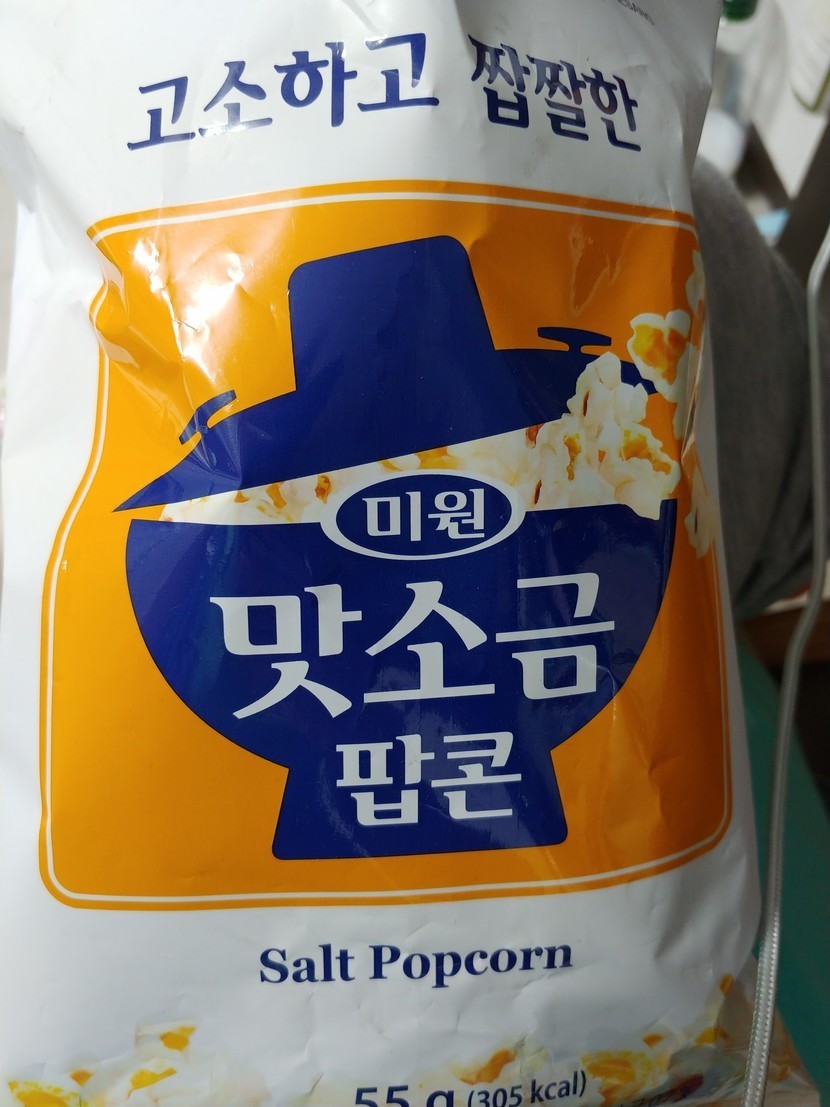 고소하고 짭짤한
미원
맛소금
팝콘
Salt Popcorn
55 g (305 kcal)